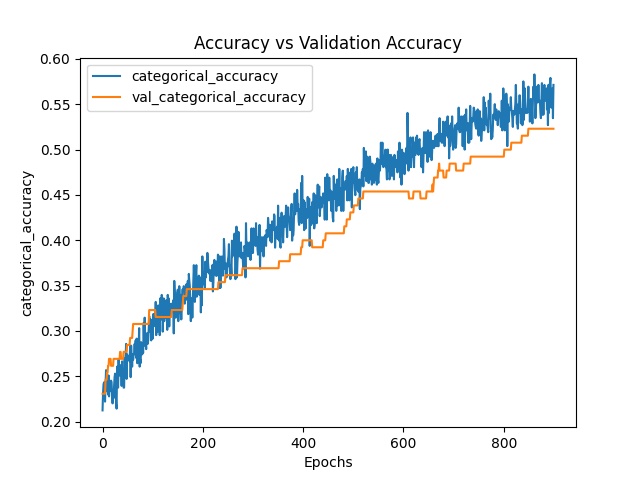 Accuracy vs Validation Accuracy
categorical_accuracy
val_categorical_accuracy
0.60
0.55
0.50
0.45
0.40
0.35
0.30
0.25
0.20
categorical_accuracy
0 200 400 600 800
Epochs